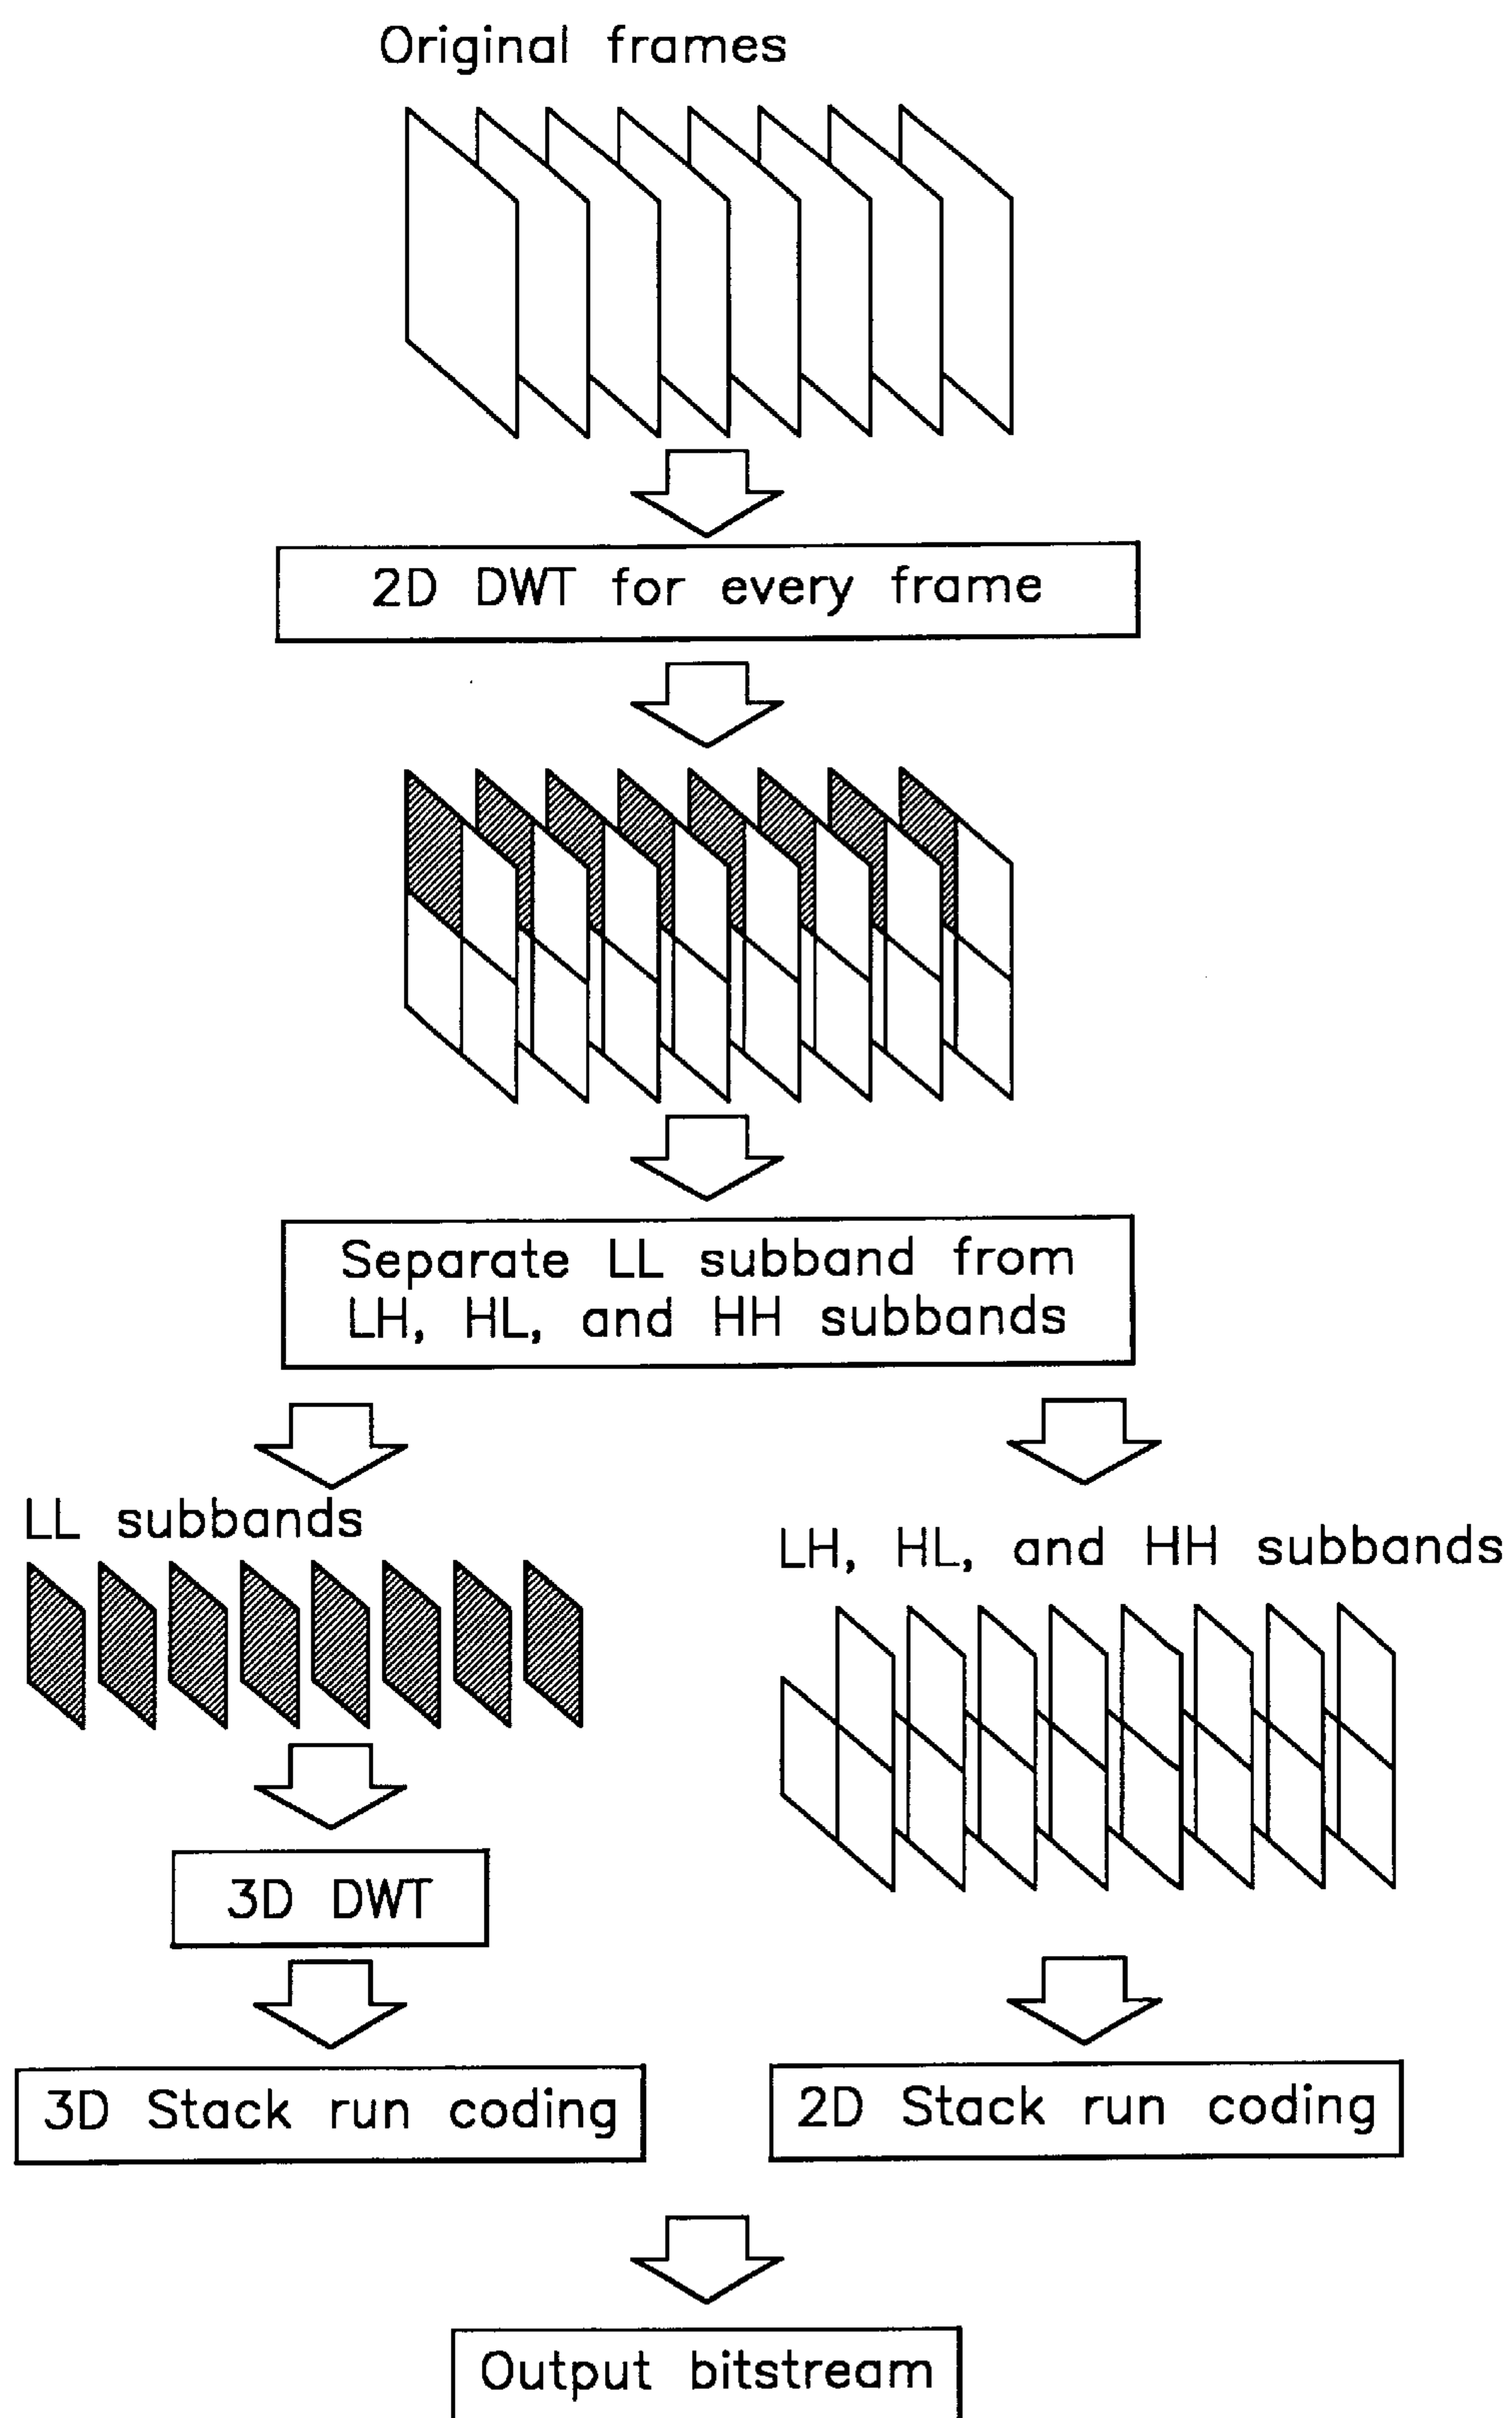 Original frames
2D DWT for every frame
Separate LL subband from
LH, HL, and HH subbands
LL subbands
LH, HL, and HH subbands
3D DWT
3D Stack run coding
2D Stack run coding
Output bitstream